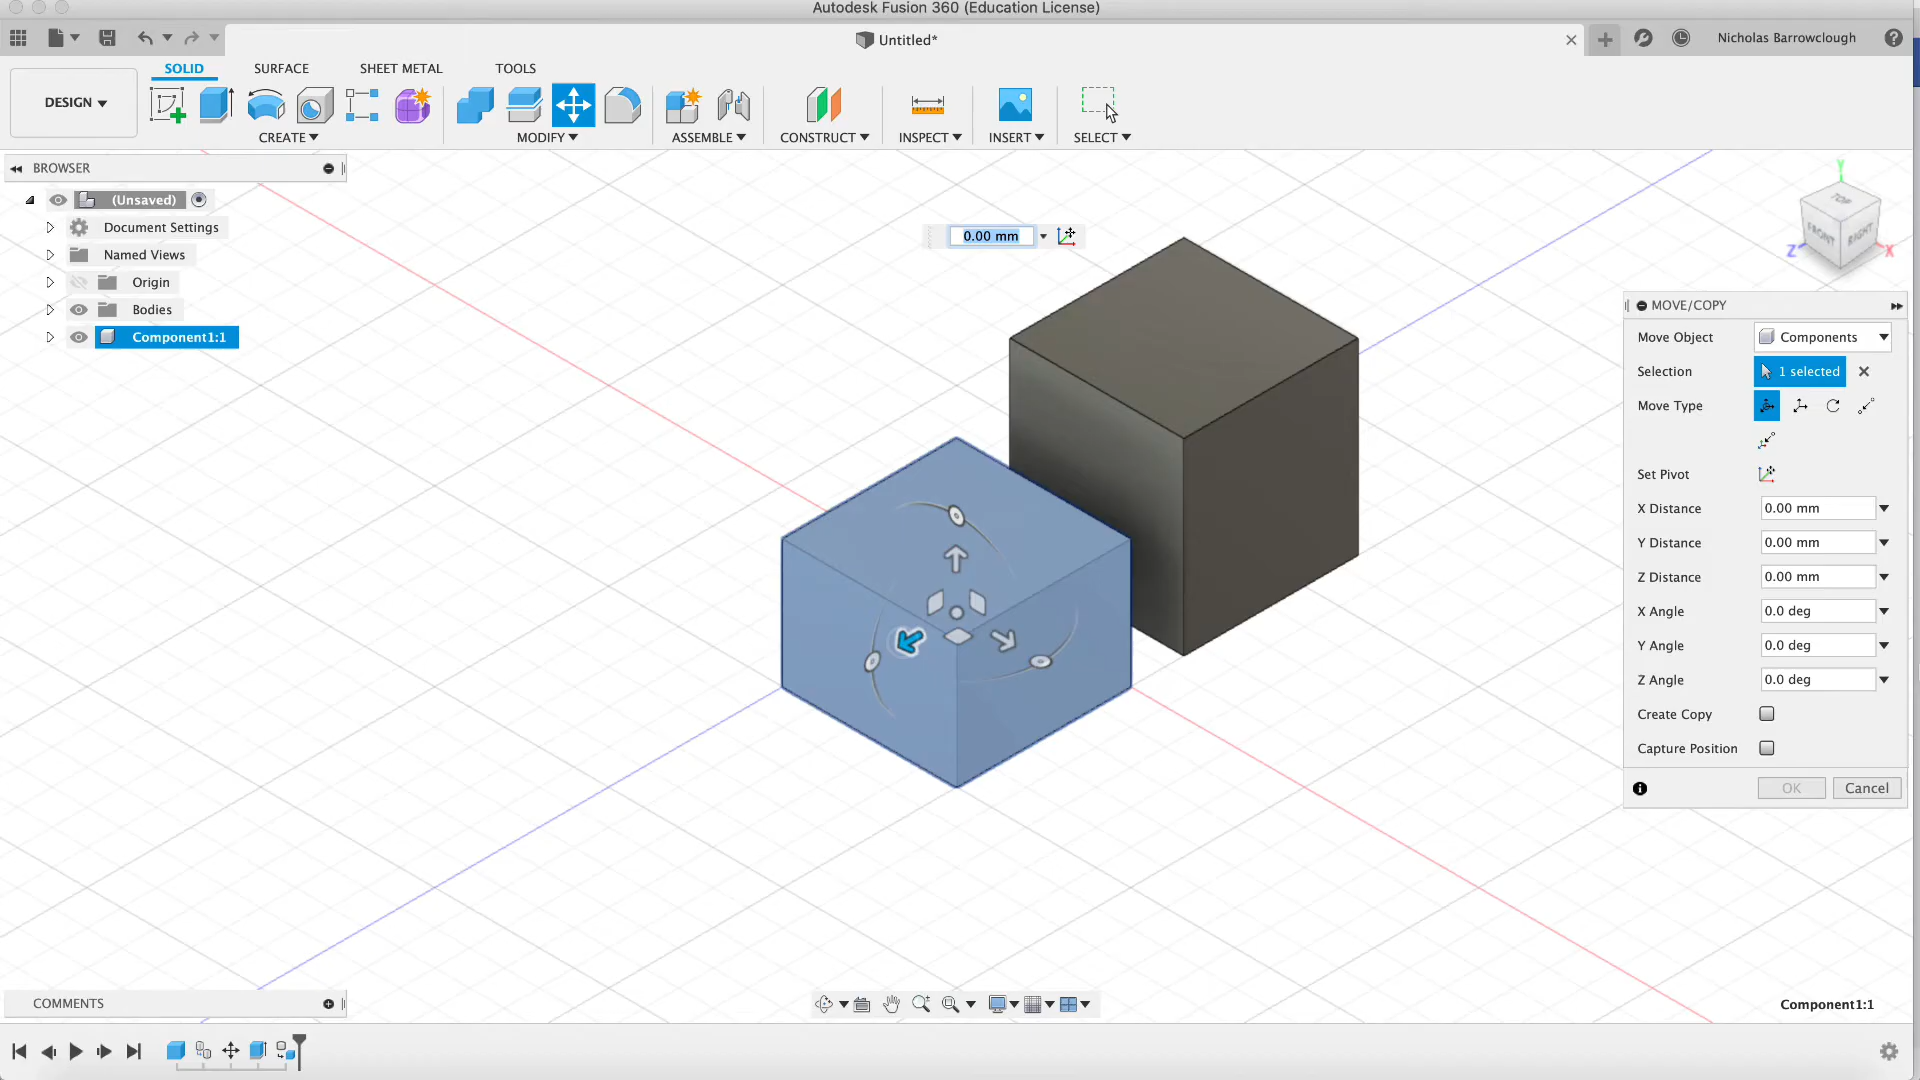 Autodesk Fusion 360 (Education License)
Untitled*
Nicholas Barrowclough
SOLID SURFACE SHEET METAL TOOLS
DESIGN
CREATE MODIFY ASSEMBLE CONSTRUCT INSPECT INSERT SELECT
BROWSER
(Unsaved)
Document Settings
Named Views
Origin
Bodies
Component1:1
0.00 mm
Y
TOP
FRONT
RIGHT
Z
X
MOVE/COPY
Move Object Components
Selection 1 selected
Move Type
Set Pivot
X Distance 0.00 mm
Y Distance 0.00 mm
Z Distance 0.00 mm
X Angle 0.0 deg
Y Angle 0.0 deg
Z Angle 0.0 deg
Create Copy
Capture Position
OK Cancel
COMMENTS
Component1:1